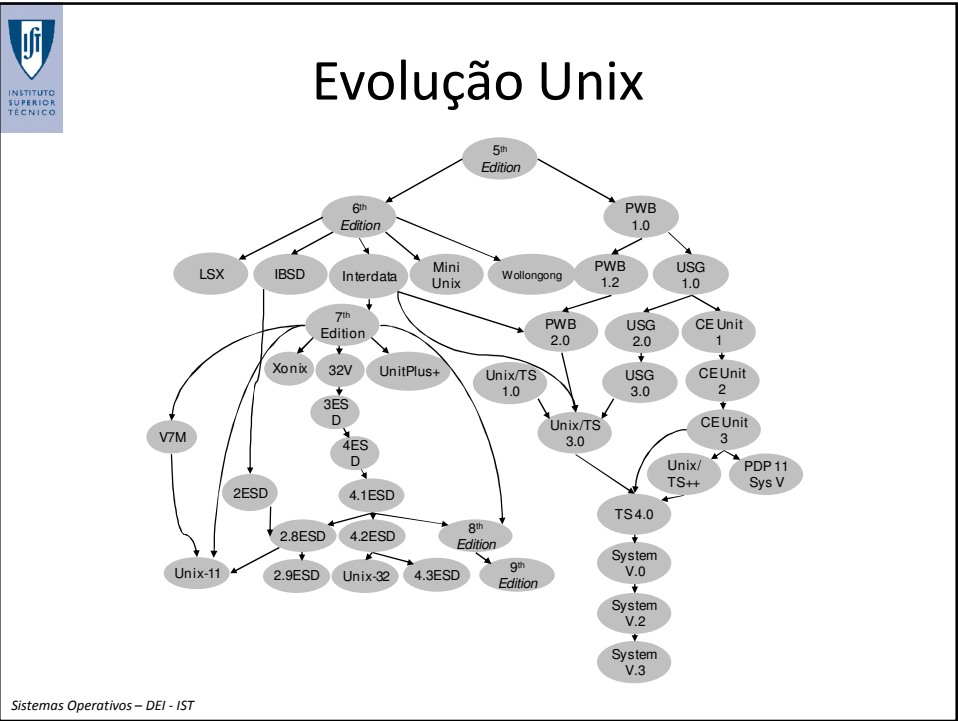 INSTITUTO
SUPERIOR
TÉCNICO
Evolução Unix
5th
Edition
6th
Edition
PWB
1.0
LSX
IBSD
Interdata
Mini
Unix
Wollongong
PWB
1.2
USG
1.0
7th
Edition
PWB
2.0
USG
2.0
CE Unit
1
Xonix
32V
UnitPlus+
Unix/TS
1.0
USG
3.0
CE Unit
2
3ES
D
V7M
Unix/TS
3.0
CE Unit
3
4ES
D
Unix/
TS++
PDP 11
Sys V
2ESD
4.1ESD
TS 4.0
2.8ESD
4.2ESD
8th
Edition
System
V.0
Unix-11
2.9ESD
Unix-32
4.3ESD
9th
Edition
System
V.2
System
V.3
Sistemas Operativos – DEI - IST